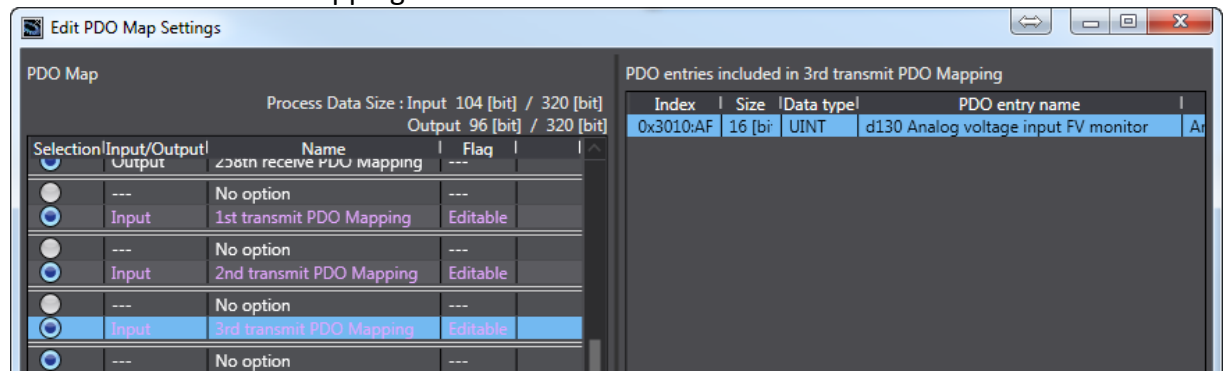 Edit PDO Map Settings
PDO Map
Process Data Size : Input 104 [bit] / 320 [bit]
Output 96 [bit] / 320 [bit]
Selection Input/Output Name Flag
Output 258th receive PDO Mapping ---
--- No option ---
Input 1st transmit PDO Mapping Editable
--- No option ---
Input 2nd transmit PDO Mapping Editable
--- No option ---
Input 3rd transmit PDO Mapping Editable
--- No option ---
PDO entries included in 3rd transmit PDO Mapping
Index Size Data type PDO entry name
0x3010:AF 16 [bi UINT d130 Analog voltage input FV monitor